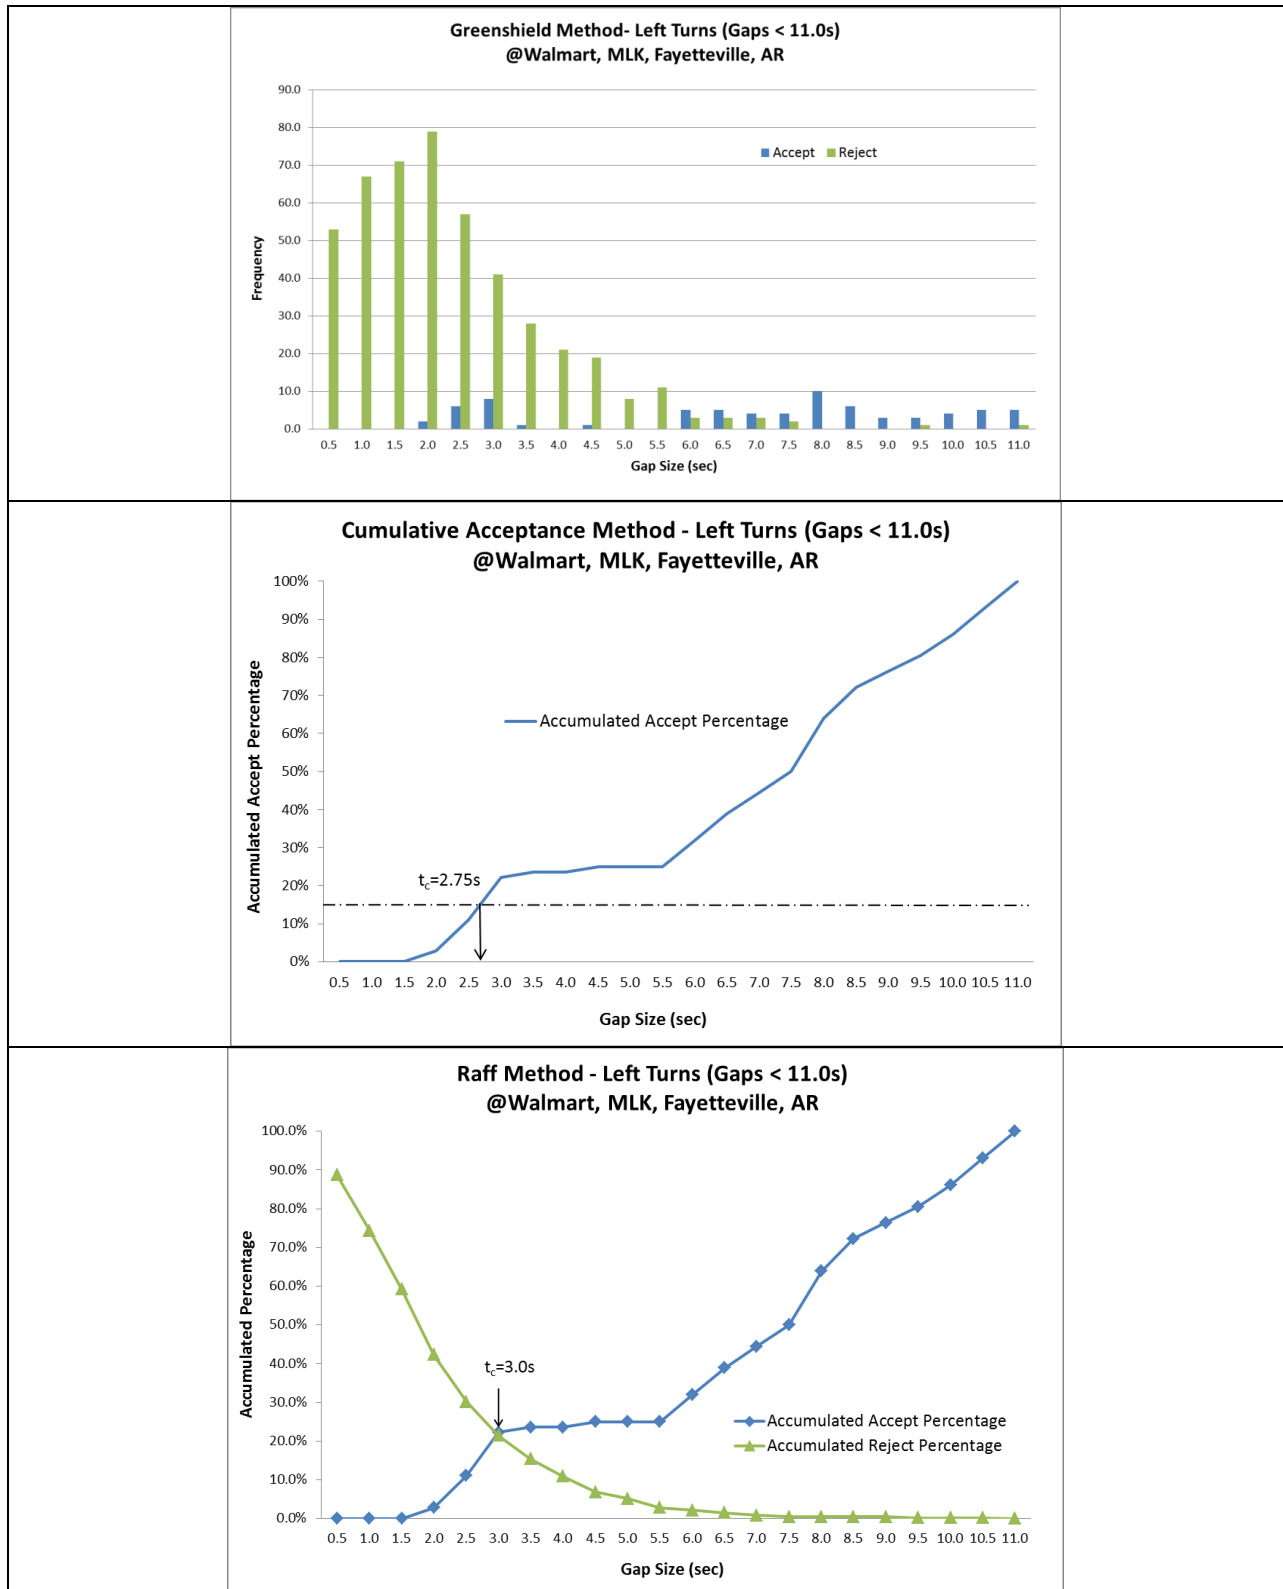 Greenshield Method- Left Turns (Gaps < 11.0s)
@Walmart, MLK, Fayetteville, AR
90.0
80.0
70.0
60.0
50.0
40.0
30.0
20.0
10.0
0.0
Frequency
Accept Reject
0.5 1.0 1.5 2.0 2.5 3.0 3.5 4.0 4.5 5.0 5.5 6.0 6.5 7.0 7.5 8.0 8.5 9.0 9.5 10.0 10.5 11.0
Gap Size (sec)
Cumulative Acceptance Method - Left Turns (Gaps < 11.0s)
@Walmart, MLK, Fayetteville, AR
100%
90%
80%
70%
60%
50%
40%
30%
20%
10%
0%
Accumulated Accept Percentage
Accumulated Accept Percentage
tc=2.75s
0.5 1.0 1.5 2.0 2.5 3.0 3.5 4.0 4.5 5.0 5.5 6.0 6.5 7.0 7.5 8.0 8.5 9.0 9.5 10.0 10.5 11.0
Gap Size (sec)
Raff Method - Left Turns (Gaps < 11.0s)
@Walmart, MLK, Fayetteville, AR
100.0%
90.0%
80.0%
70.0%
60.0%
50.0%
40.0%
30.0%
20.0%
10.0%
0.0%
Accumulated Percentage
tc=3.0s
Accumulated Accept Percentage
Accumulated Reject Percentage
0.5 1.0 1.5 2.0 2.5 3.0 3.5 4.0 4.5 5.0 5.5 6.0 6.5 7.0 7.5 8.0 8.5 9.0 9.5 10.0 10.5 11.0
Gap Size (sec)